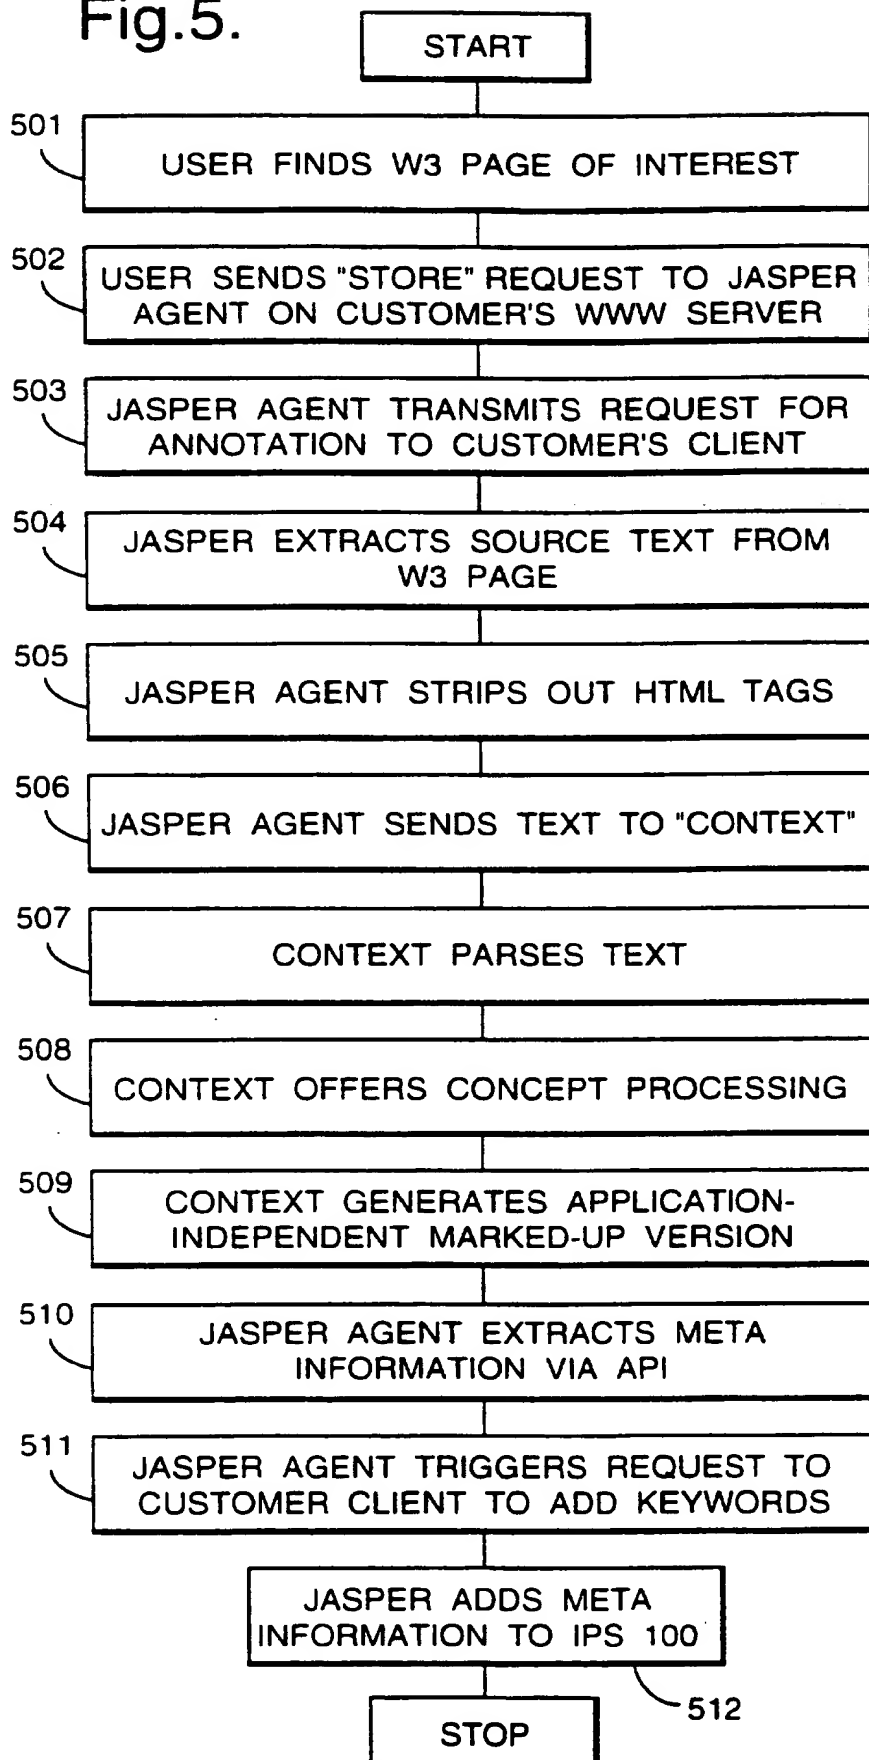 Fig.5.
START
501
USER FINDS W3 PAGE OF INTEREST
502
USER SENDS "STORE" REQUEST TO JASPER
AGENT ON CUSTOMER'S WWW SERVER
503
JASPER AGENT TRANSMITS REQUEST FOR
ANNOTATION TO CUSTOMER'S CLIENT
504
JASPER EXTRACTS SOURCE TEXT FROM
W3 PAGE
505
JASPER AGENT STRIPS OUT HTML TAGS
506
JASPER AGENT SENDS TEXT TO "CONTEXT"
507
CONTEXT PARSES TEXT
508
CONTEXT OFFERS CONCEPT PROCESSING
509
CONTEXT GENERATES APPLICATION-
INDEPENDENT MARKED-UP VERSION
510
JASPER AGENT EXTRACTS META
INFORMATION VIA API
511
JASPER AGENT TRIGGERS REQUEST TO
CUSTOMER CLIENT TO ADD KEYWORDS
JASPER ADDS META
INFORMATION TO IPS 100
512
STOP